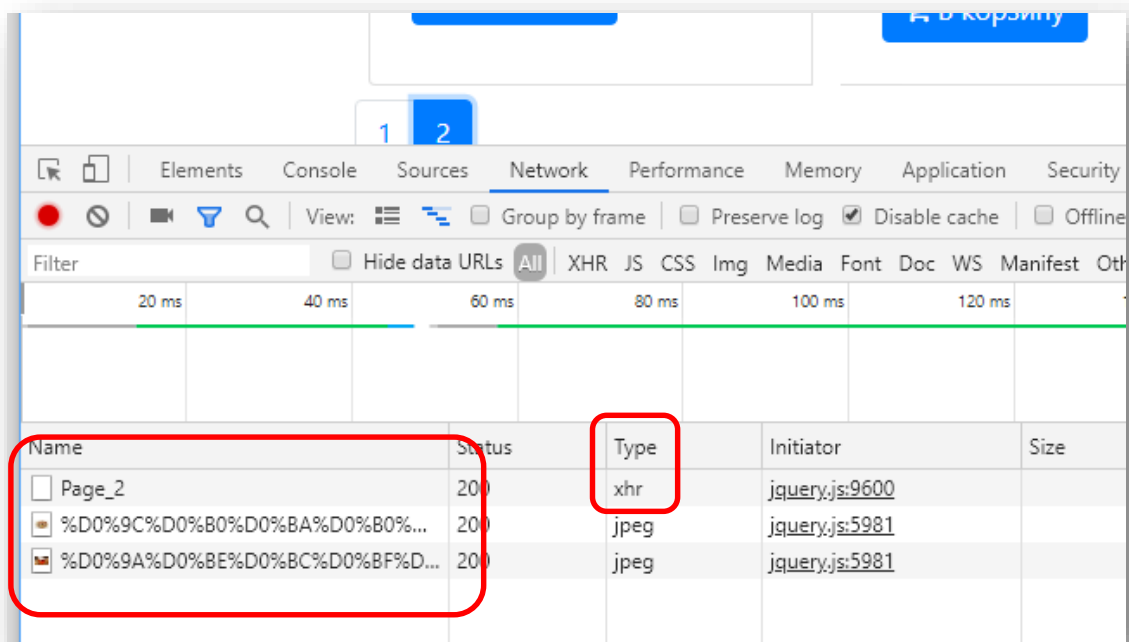 В корзину
1 2
Elements Console Sources Network Performance Memory Application Security
View: Group by frame Preserve log Disable cache Offline
Filter Hide data URLs All XHR JS CSS Img Media Font Doc WS Manifest Oth
20 ms 40 ms 60 ms 80 ms 100 ms 120 ms
Name Status Type Initiator Size
Page_2 200 xhr jquery.js:9600
%D0%9C%D0%B0%D0%BA%D0%B0%... 200 jpeg jquery.js:5981
%D0%9A%D0%BE%D0%BC%D0%BF%D... 200 jpeg jquery.js:5981